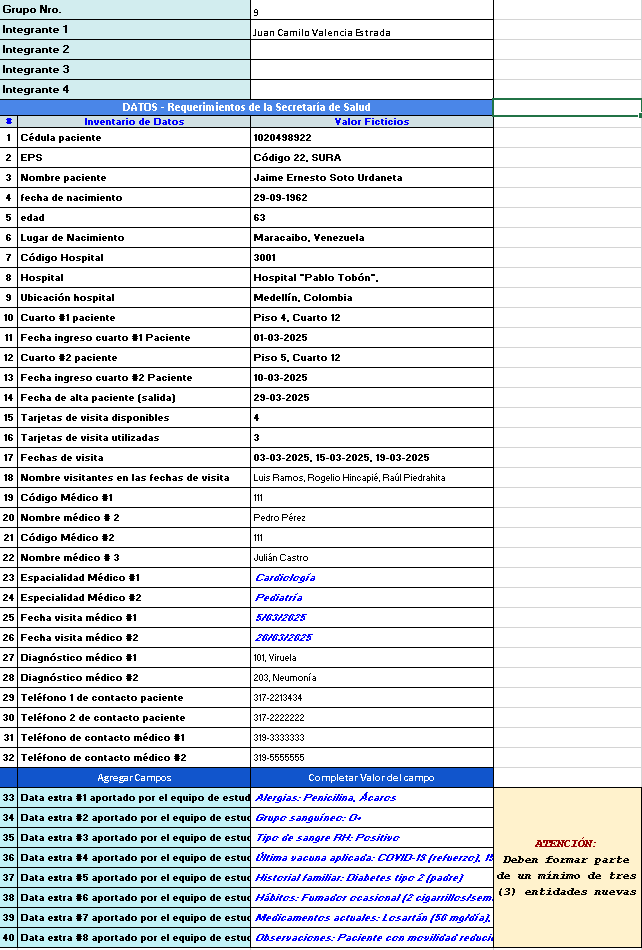 Grupo Nro. 9
Integrante 1 Juan Camilo Valencia Estrada
Integrante 2
Integrante 3
Integrante 4
DATOS - Requerimientos de la Secretaría de Salud
# Inventario de Datos Valor Ficticios
1 Cédula paciente 1020498922
2 EPS Código 22, SURA
3 Nombre paciente Jaime Ernesto Soto Urdaneta
4 fecha de nacimiento 29-09-1962
5 edad 63
6 Lugar de Nacimiento Maracaibo, Venezuela
7 Código Hospital 3001
8 Hospital Hospital "Pablo Tobón",
9 Ubicación hospital Medellín, Colombia
10 Cuarto #1 paciente Piso 4, Cuarto 12
11 Fecha ingreso cuarto #1 Paciente 01-03-2025
12 Cuarto #2 paciente Piso 5, Cuarto 12
13 Fecha ingreso cuarto #2 Paciente 10-03-2025
14 Fecha de alta paciente (salida) 29-03-2025
15 Tarjetas de visita disponibles 4
16 Tarjetas de visita utilizadas 3
17 Fechas de visita 03-03-2025, 15-03-2025, 19-03-2025
18 Nombre visitantes en las fechas de visita Luis Ramos, Rogelio Hincapié, Raúl Piedrahita
19 Código Médico #1 111
20 Nombre médico # 2 Pedro Pérez
21 Código Médico #2 111
22 Nombre médico # 3 Julián Castro
23 Espacialidad Médico #1 Cardiología
24 Especialidad Médico #2 Pediatría
25 Fecha visita médico #1 5/03/2025
26 Fecha visita médico #2 26/03/2025
27 Diagnóstico médico #1 101, Viruela
28 Diagnóstico médico #2 203, Neumonía
29 Teléfono 1 de contacto paciente 317-2213434
30 Teléfono 2 de contacto paciente 317-2222222
31 Teléfono de contacto médico #1 319-3333333
32 Teléfono de contacto médico #2 319-5555555
Agregar Campos Completar Valor del campo
33 Data extra #1 aportado por el equipo de estud Alergias: Penicilina, Ácaros
34 Data extra #2 aportado por el equipo de estud Grupo sanguíneo: O+
35 Data extra #3 aportado por el equipo de estud Tipo de sangre RH: Positivo
36 Data extra #4 aportado por el equipo de estud Última vacuna aplicada: COVID-19 (refuerzo),
37 Data extra #5 aportado por el equipo de estud Historial familiar: Diabetes tipo 2 (padre)
38 Data extra #6 aportado por el equipo de estud Hábitos: Fumador ocasional (2 cigarrillos/sem
39 Data extra #7 aportado por el equipo de estud Medicamentos actuales: Losartán (50 mg/día),
40 Data extra #8 aportado por el equipo de estud Observaciones: Paciente con movilidad reduci
ATENCIÓN:
Deben formar parte
de un mínimo de tres
(3) entidades nuevas